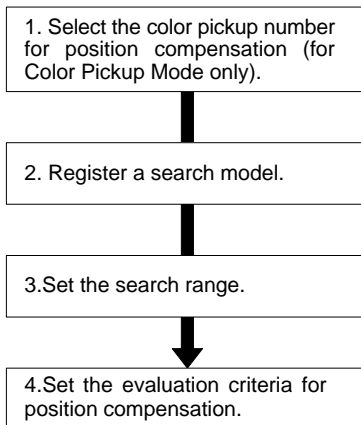 1. Select the color pickup number
for position compensation (for
Color Pickup Mode only).
2. Register a search model.
3.Set the search range.
4.Set the evaluation criteria for
position compensation.